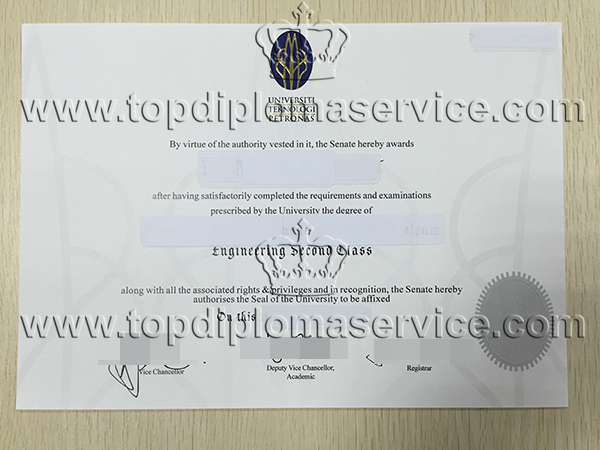 UNIVERSITI
TEKNOLOGI
PETRONAS
www.topdiplomaservice.com
By virtue of the authority vested in it, the Senate hereby awards
after having satisfactorily completed the requirements and examinations
prescribed by the University the degree of
Engineering Second Class
along with all the associated rights & privileges and in recognition, the Senate hereby
authorises the Seal of the University to be affixed
On this
www.topdiplomaservice.com
Vice Chancellor
Deputy Vice Chancellor,
Academic
Registrar